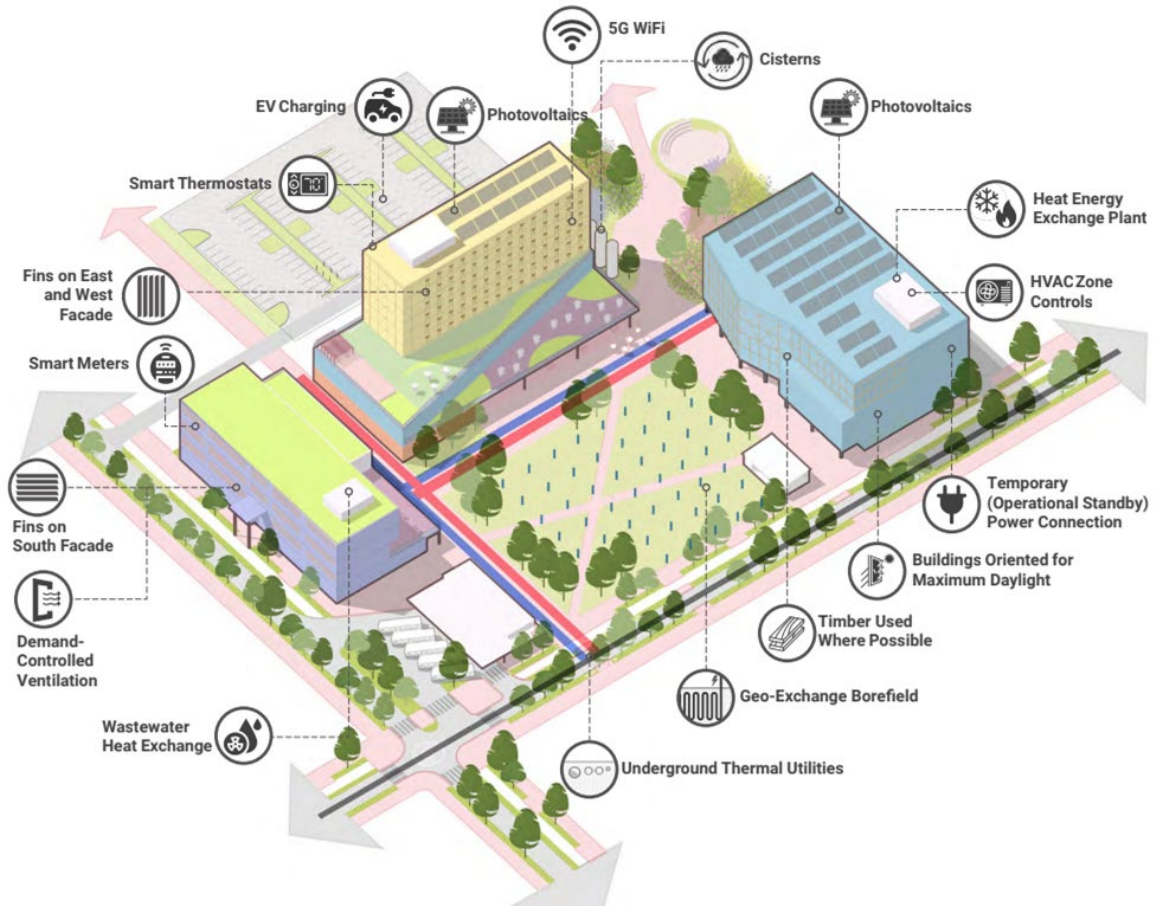 5G WiFi
Cisterns
EV Charging
Photovoltaics
Photovoltaics
Smart Thermostats
70°
Heat Energy
Exchange Plant
Fins on East
and West
Facade
HVAC Zone
Controls
Smart Meters
Fins on
South Facade
Temporary
(Operational Standby)
Power Connection
Buildings Oriented for
Maximum Daylight
Demand-
Controlled
Ventilation
Timber Used
Where Possible
Geo-Exchange Borefield
Wastewater
Heat Exchange
Underground Thermal Utilities